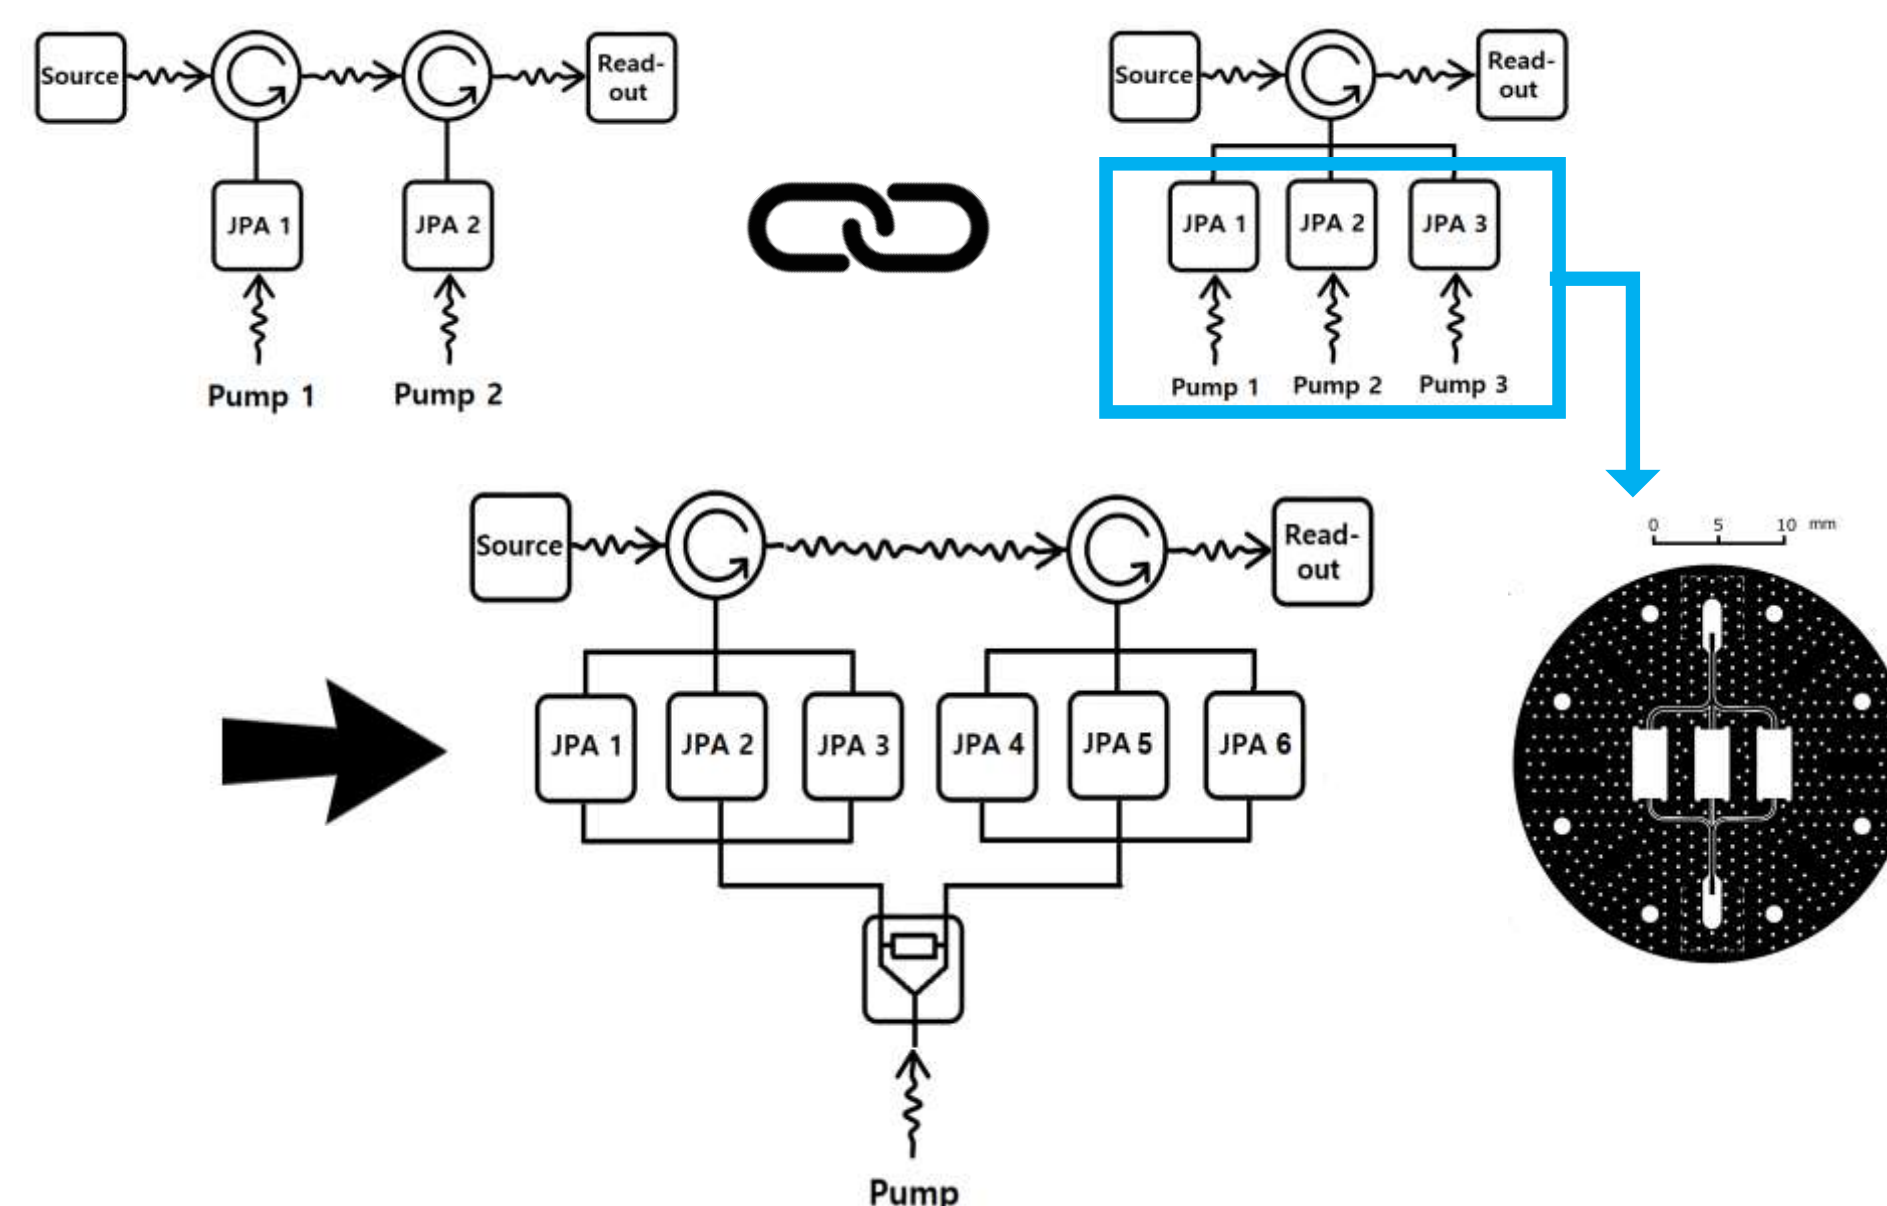 Source
Read-
out
JPA 1
JPA 2
Pump 1
Pump 2
Source
Read-
out
JPA 1
JPA 2
JPA 3
Pump 1
Pump 2
Pump 3
0 5 10 mm
Source
Read-
out
JPA 1
JPA 2
JPA 3
JPA 4
JPA 5
JPA 6
Pump